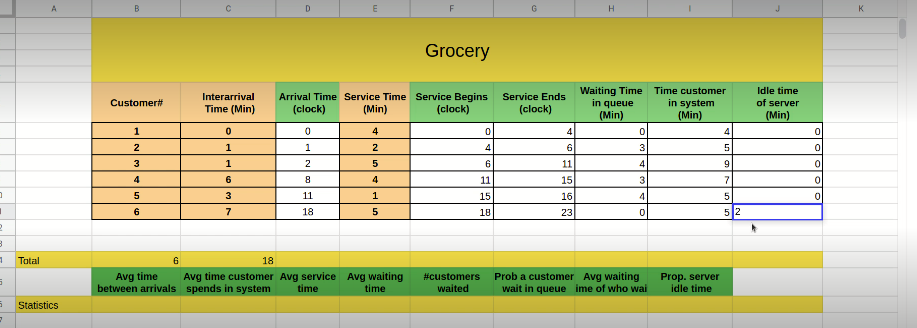 A B C D E F G H I J K
Grocery
Customer# Interarrival Time (Min) Arrival Time (clock) Service Time (Min) Service Begins (clock) Service Ends (clock) Waiting Time in queue (Min) Time customer in system (Min) Idle time of server (Min)
1 0 0 4 0 4 0 4 0
2 1 1 2 4 6 3 5 0
3 1 2 5 6 11 4 9 0
4 6 8 4 11 15 3 7 0
5 3 11 1 15 16 4 5 0
6 7 18 5 18 23 0 5 2
Total 6 18
Avg time between arrivals Avg time customer spends in system Avg service time Avg waiting time #customers waited Prob a customer wait in queue Avg waiting ime of who wai Prop. server idle time
Statistics